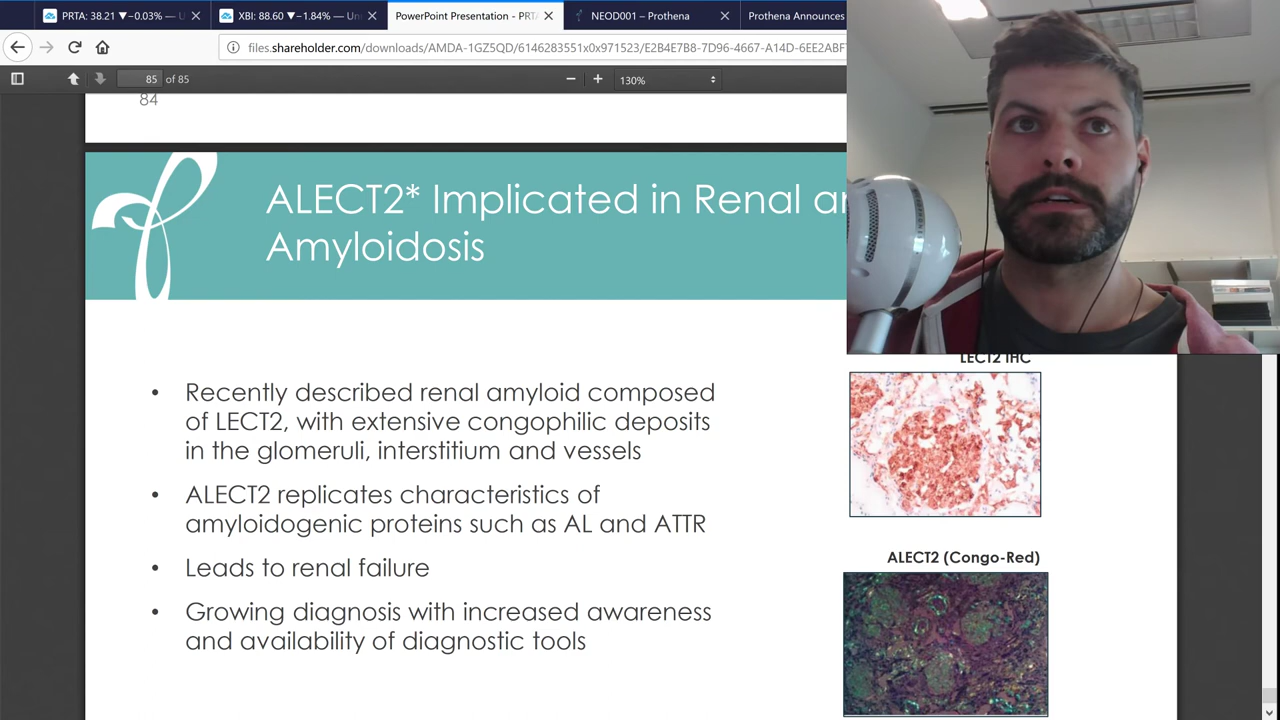 PRTA: 38.21 ▼−0.03% — U
XBI: 88.60 ▼−1.84% — Un
PowerPoint Presentation - PRTA
NEOD001 – Prothena
Prothena Announces
files.shareholder.com/downloads/AMDA-1GZ5QD/6146283551x0x971523/E2B4E7B8-7D96-4667-A14D-6EE2ABF
85 of 85
130%
84
ALECT2* Implicated in Renal an
Amyloidosis
LECT2 IHC
• Recently described renal amyloid composed
of LECT2, with extensive congophilic deposits
in the glomeruli, interstitium and vessels
• ALECT2 replicates characteristics of
amyloidogenic proteins such as AL and ATTR
• Leads to renal failure
ALECT2 (Congo-Red)
• Growing diagnosis with increased awareness
and availability of diagnostic tools